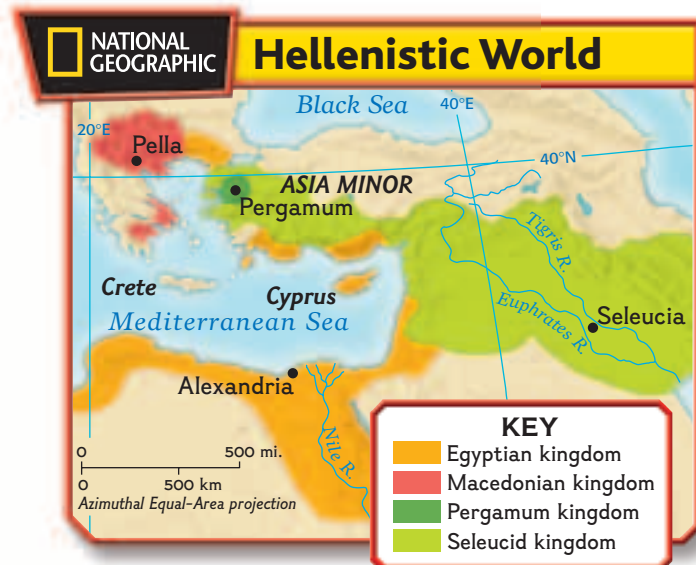 NATIONAL
GEOGRAPHIC
Hellenistic World
Black Sea
40°E
20°E
Pella
40°N
ASIA MINOR
Pergamum
Tigris R.
Crete
Cyprus
Euphrates R.
Seleucia
Mediterranean Sea
Alexandria
Nile R.
0 500 mi.
0 500 km
Azimuthal Equal-Area projection
KEY
Egyptian kingdom
Macedonian kingdom
Pergamum kingdom
Seleucid kingdom